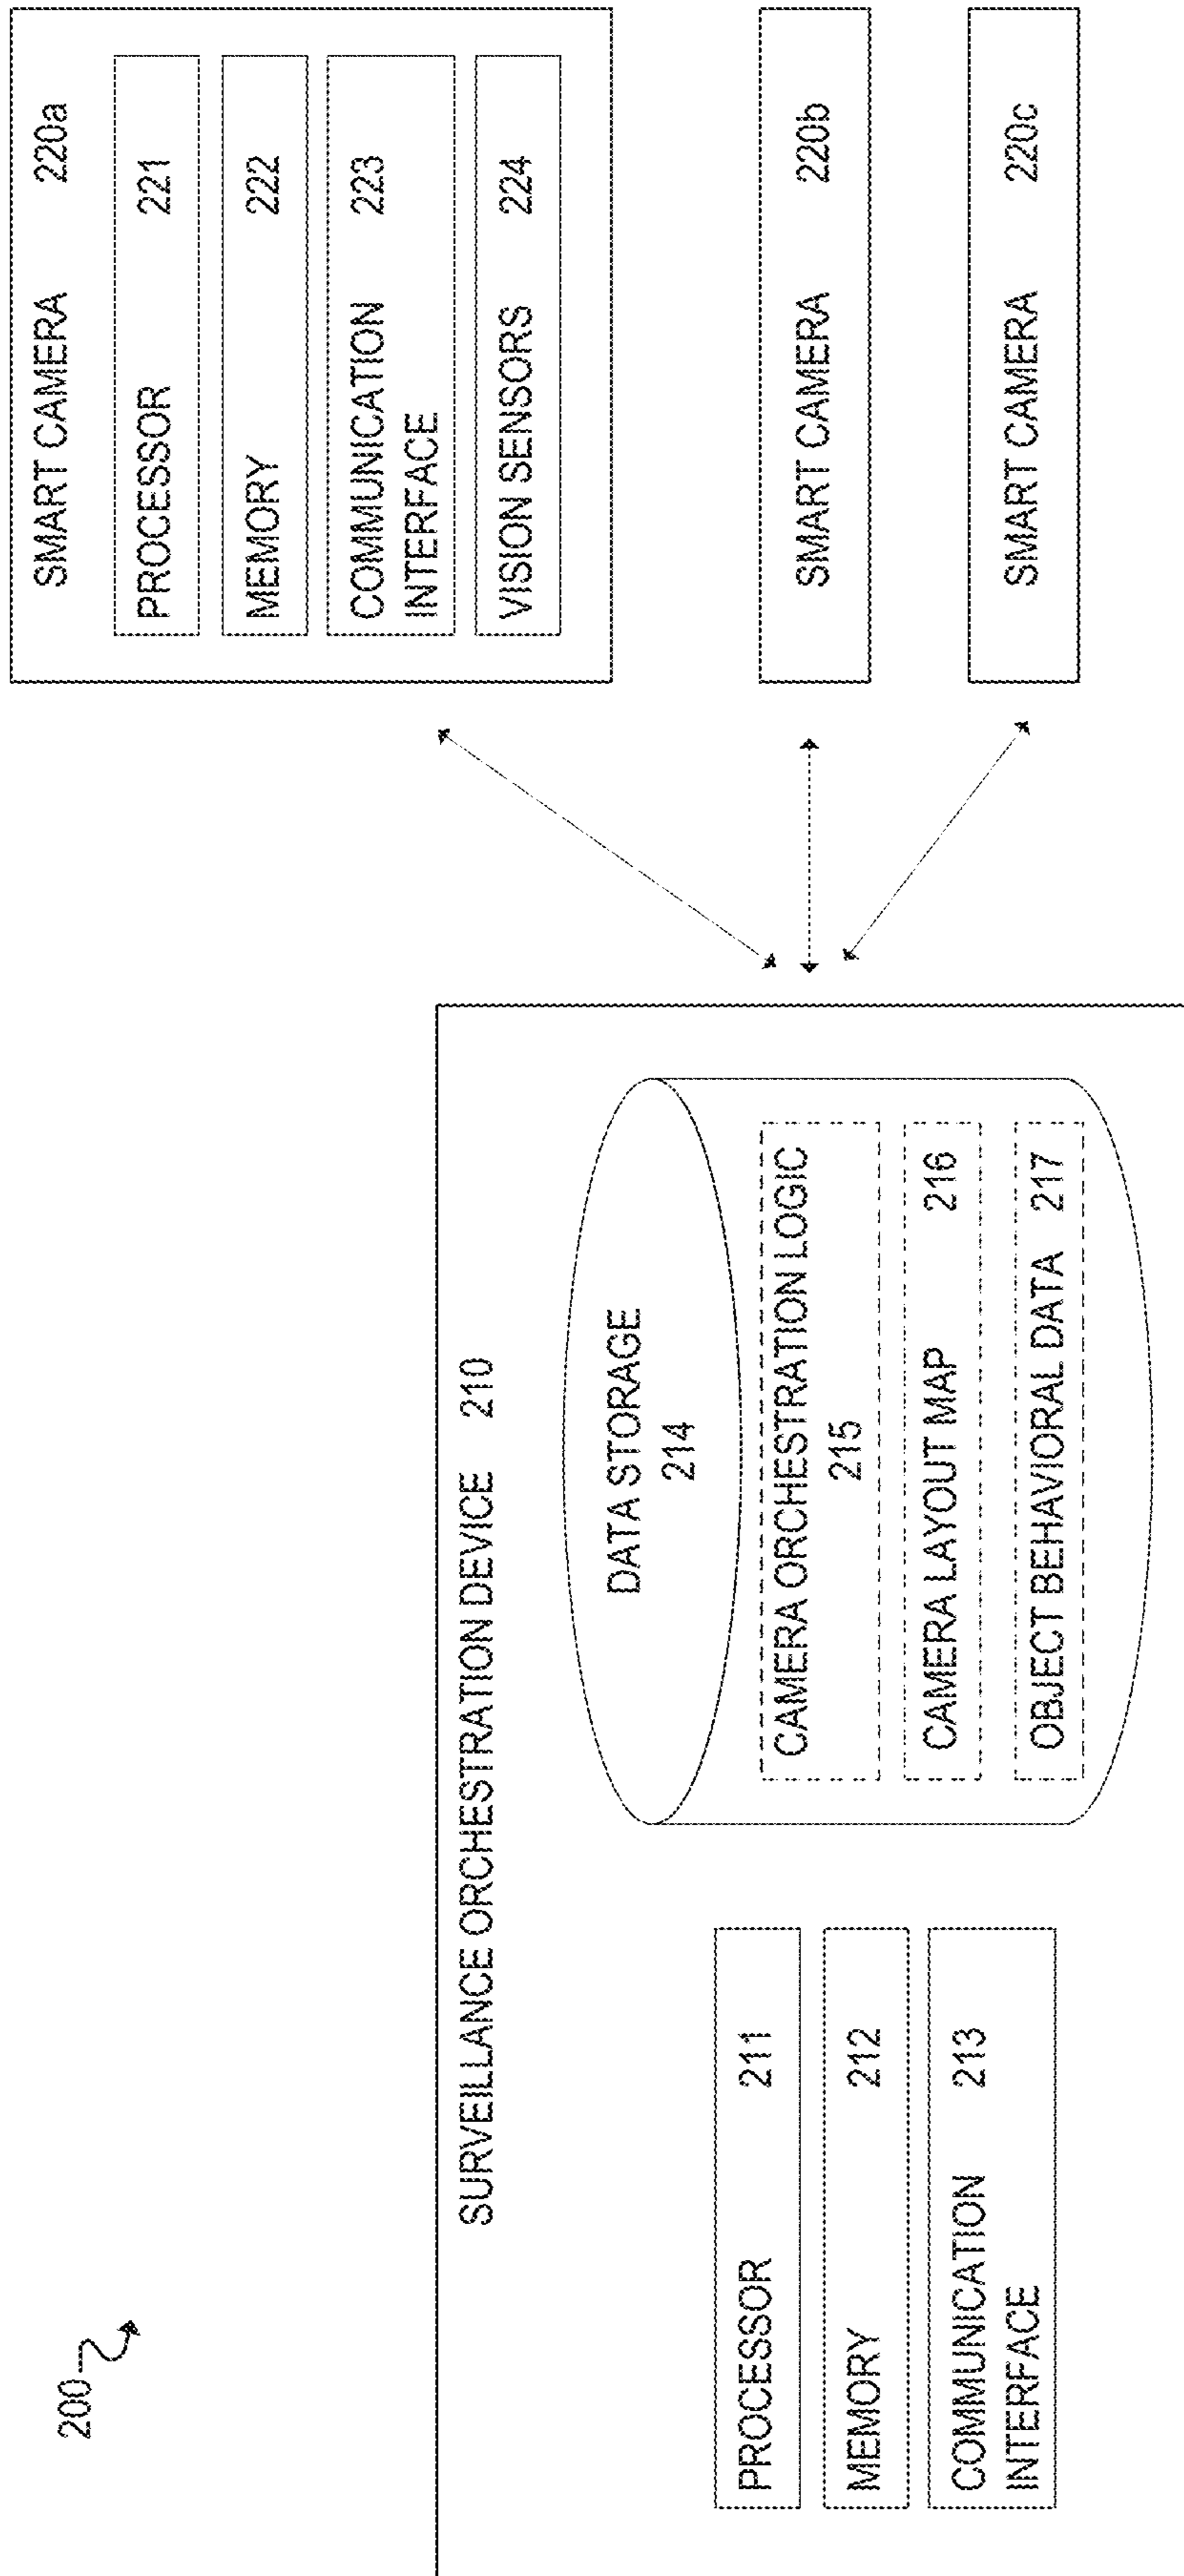 200
SURVEILLANCE ORCHESTRATION DEVICE 210
PROCESSOR 211
MEMORY 212
COMMUNICATION 213
INTERFACE
DATA STORAGE
214
CAMERA ORCHESTRATION LOGIC
215
CAMERA LAYOUT MAP 216
OBJECT BEHAVIORAL DATA 217
SMART CAMERA 220a
PROCESSOR 221
MEMORY 222
COMMUNICATION 223
INTERFACE
VISION SENSORS 224
SMART CAMERA 220b
SMART CAMERA 220c